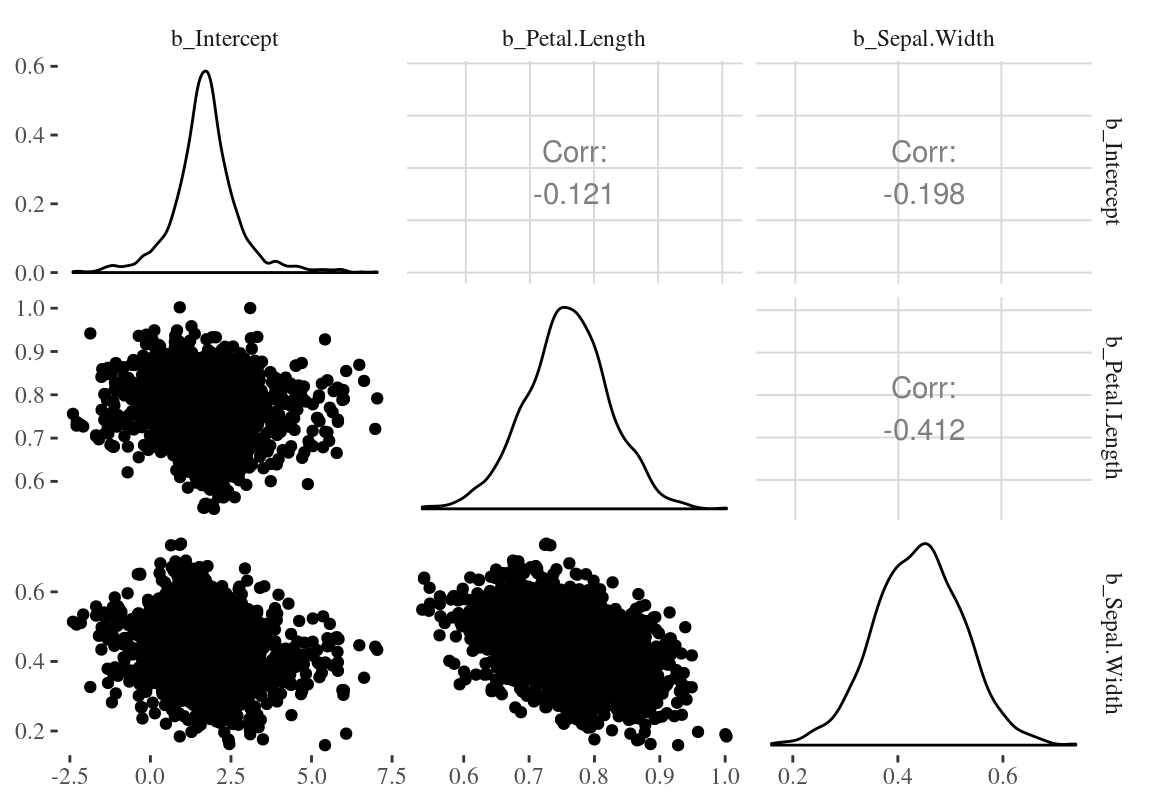 b_Intercept b_Petal.Length b_Sepal.Width
0.6
0.4
0.2
0.0
Corr:
-0.121
Corr:
-0.198
b_Intercept
1.0
0.9
0.8
0.7
0.6
Corr:
-0.412
b_Petal.Length
0.6
0.4
0.2
b_Sepal.Width
-2.5 0.0 2.5 5.0 7.5 0.6 0.7 0.8 0.9 1.0 0.2 0.4 0.6